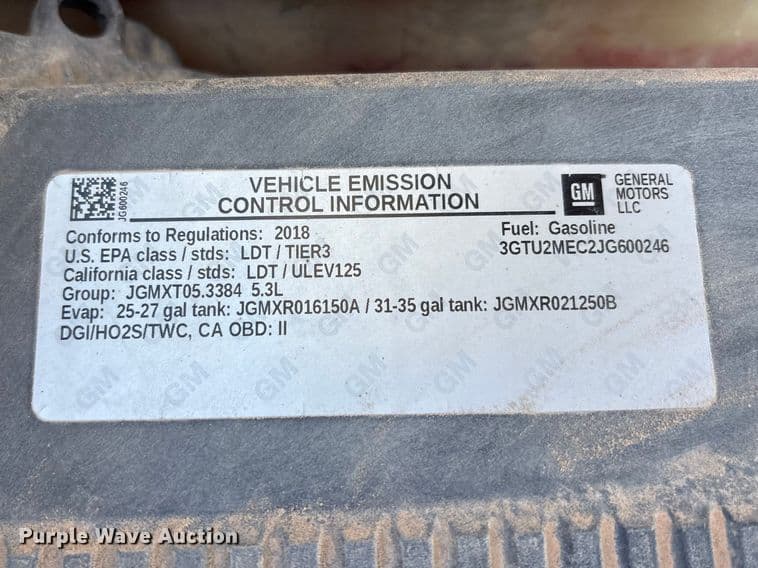 JG600246
VEHICLE EMISSION
CONTROL INFORMATION
GM
GENERAL
MOTORS
LLC
Conforms to Regulations: 2018
Fuel: Gasoline
U.S. EPA class / stds: LDT / TIER3
3GTU2MEC2JG600246
California class / stds: LDT / ULEV125
Group: JGMXT05.3384 5.3L
Evap: 25-27 gal tank: JGMXR016150A / 31-35 gal tank: JGMXR021250B
DGI/HO2S/TWC, CA OBD: II
Purple Wave Auction